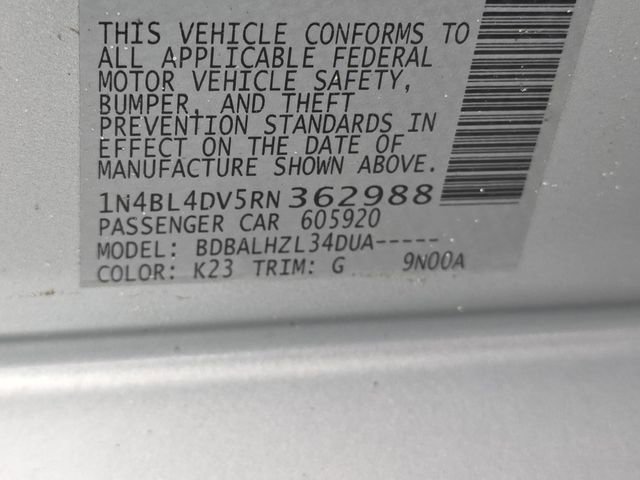 THIS VEHICLE CONFORMS TO
ALL APPLICABLE FEDERAL
MOTOR VEHICLE SAFETY,
BUMPER, AND THEFT
PREVENTION STANDARDS IN
EFFECT ON THE DATE OF
MANUFACTURE SHOWN ABOVE.
1N4BL4DV5RN362988
PASSENGER CAR 605920
MODEL: BDBALHZL34DUA-----
COLOR: K23 TRIM: G 9N00A